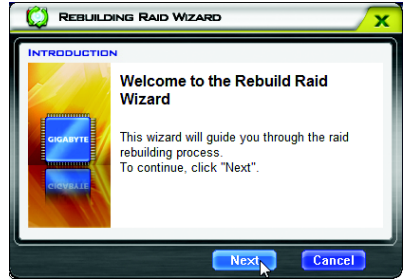 REBUILDING RAID WIZARD
X
INTRODUCTION
Welcome to the Rebuild Raid
Wizard
GIGABYTE
This wizard will guide you through the raid
rebuilding process.
To continue, click "Next".
GIGABYTE
Next
Cancel